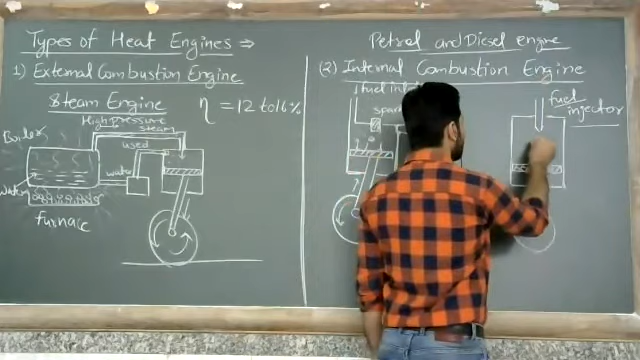 Types of Heat Engines ⇒
1) External Combustion Engine
Steam Engine
η = 12 to 16%
High pressure
steam
Boiler
used
water
water
furnace
Petrol and Diesel engine
(2) Internal Combustion Engine
fuel inlet
fuel
injector